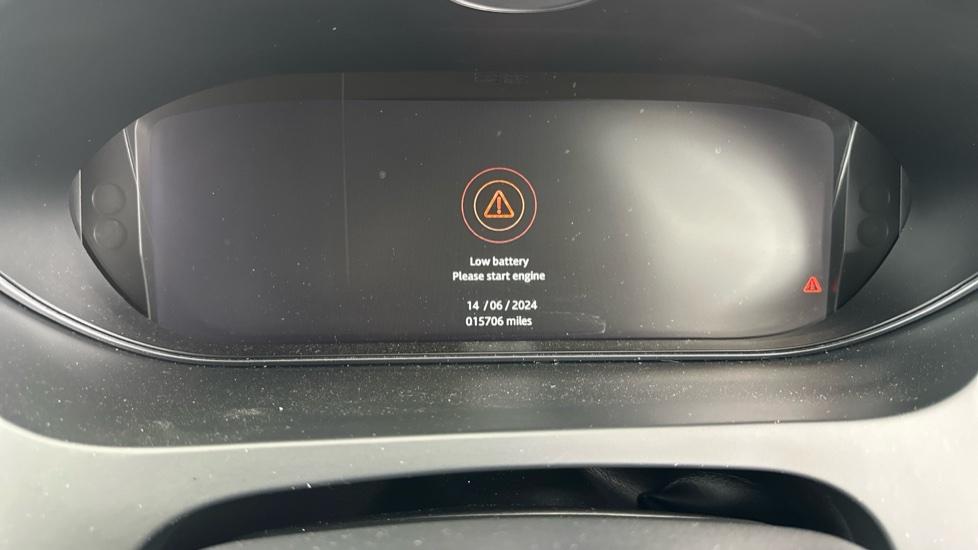 Low battery
Please start engine
14 /06/2024
015706 miles